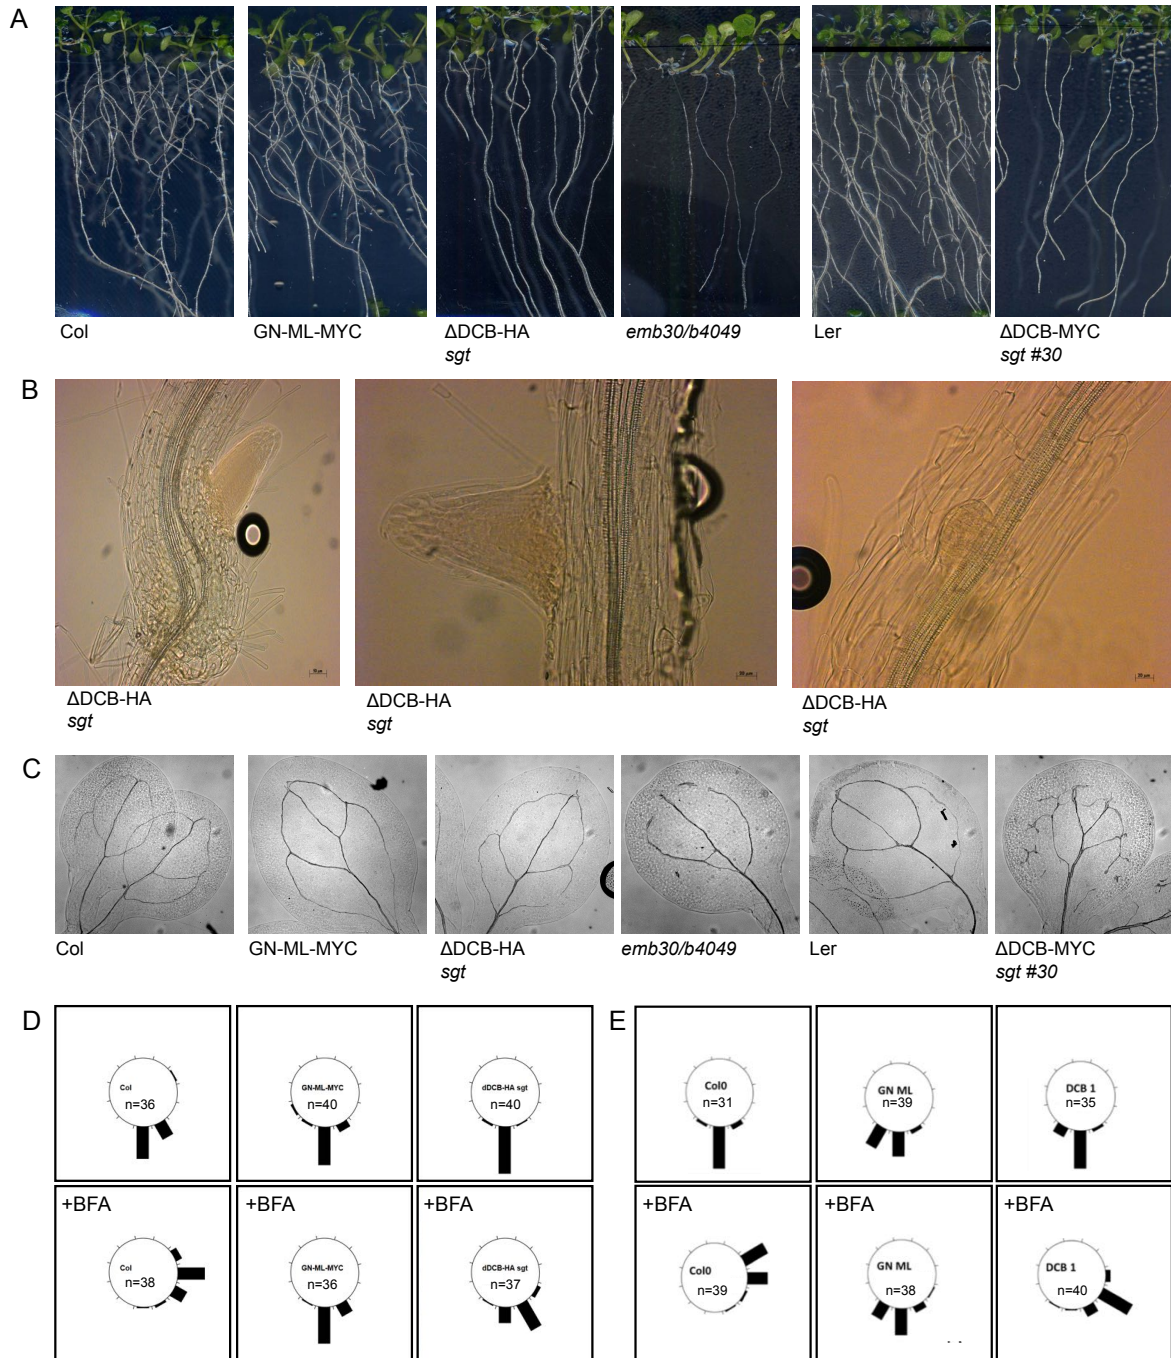 A
Col
GN-ML-MYC
ΔDCB-HA
sgt
emb30/b4049
Ler
ΔDCB-MYC
sgt #30
B
ΔDCB-HA
sgt
ΔDCB-HA
sgt
ΔDCB-HA
sgt
C
Col
GN-ML-MYC
ΔDCB-HA
sgt
emb30/b4049
Ler
ΔDCB-MYC
sgt #30
D
Col
n=36
GN-ML-MYC
n=40
dDCB-HA sgt
n=40
+BFA
Col
n=38
+BFA
GN-ML-MYC
n=36
+BFA
dDCB-HA sgt
n=37
E
Col0
n=31
GN ML
n=39
DCB 1
n=35
+BFA
Col0
n=39
+BFA
GN ML
n=38
+BFA
DCB 1
n=40